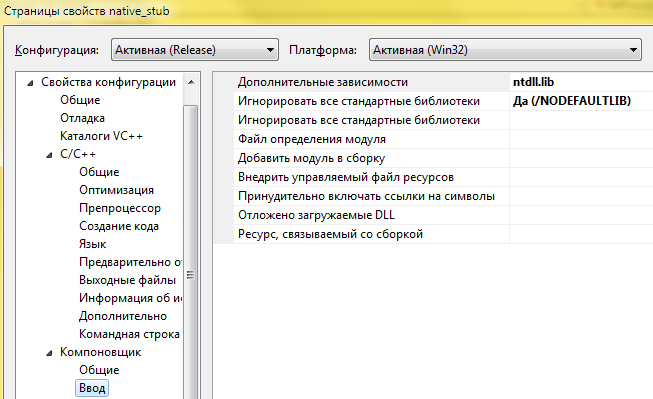 Страницы свойств native_stub
Конфигурация: Активная (Release) Платформа: Активная (Win32)
Свойства конфигурации
Общие
Отладка
Каталоги VC++
C/C++
Общие
Оптимизация
Препроцессор
Создание кода
Язык
Предварительно от
Выходные файлы
Информация об ис
Дополнительно
Командная строка
Компоновщик
Общие
Ввод
Дополнительные зависимости ntdll.lib
Игнорировать все стандартные библиотеки Да (/NODEFAULTLIB)
Игнорировать все стандартные библиотеки
Файл определения модуля
Добавить модуль в сборку
Внедрить управляемый файл ресурсов
Принудительно включать ссылки на символы
Отложено загружаемые DLL
Ресурс, связываемый со сборкой